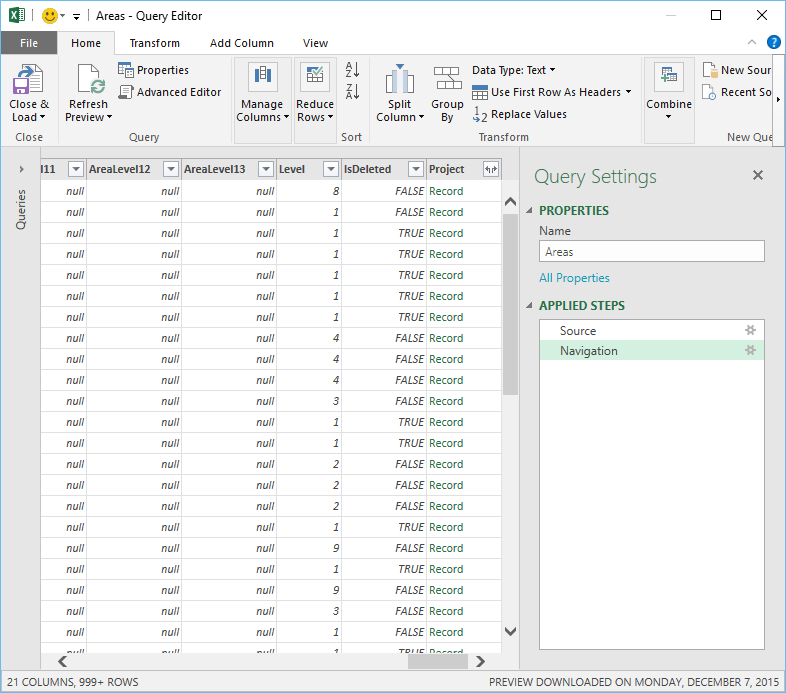 Areas - Query Editor
File Home Transform Add Column View
Close & Load
Close
Refresh Preview
Properties
Advanced Editor
Query
Manage Columns
Reduce Rows
Sort
Split Column
Group By
Data Type: Text
Use First Row As Headers
Replace Values
Transform
Combine
New Sour
Recent So
New Que
Queries
l11 AreaLevel12 AreaLevel13 Level IsDeleted Project
null null null 8 FALSE Record
null null null 1 FALSE Record
null null null 1 TRUE Record
null null null 1 TRUE Record
null null null 1 TRUE Record
null null null 1 TRUE Record
null null null 1 TRUE Record
null null null 4 FALSE Record
null null null 4 FALSE Record
null null null 4 FALSE Record
null null null 3 FALSE Record
null null null 1 TRUE Record
null null null 1 TRUE Record
null null null 2 FALSE Record
null null null 2 FALSE Record
null null null 2 FALSE Record
null null null 1 TRUE Record
null null null 9 FALSE Record
null null null 1 TRUE Record
null null null 9 FALSE Record
null null null 3 FALSE Record
null null null 1 FALSE Record
null null null 1 TRUE Record
Query Settings
PROPERTIES
Name
Areas
All Properties
APPLIED STEPS
Source
Navigation
21 COLUMNS, 999+ ROWS
PREVIEW DOWNLOADED ON MONDAY, DECEMBER 7, 2015